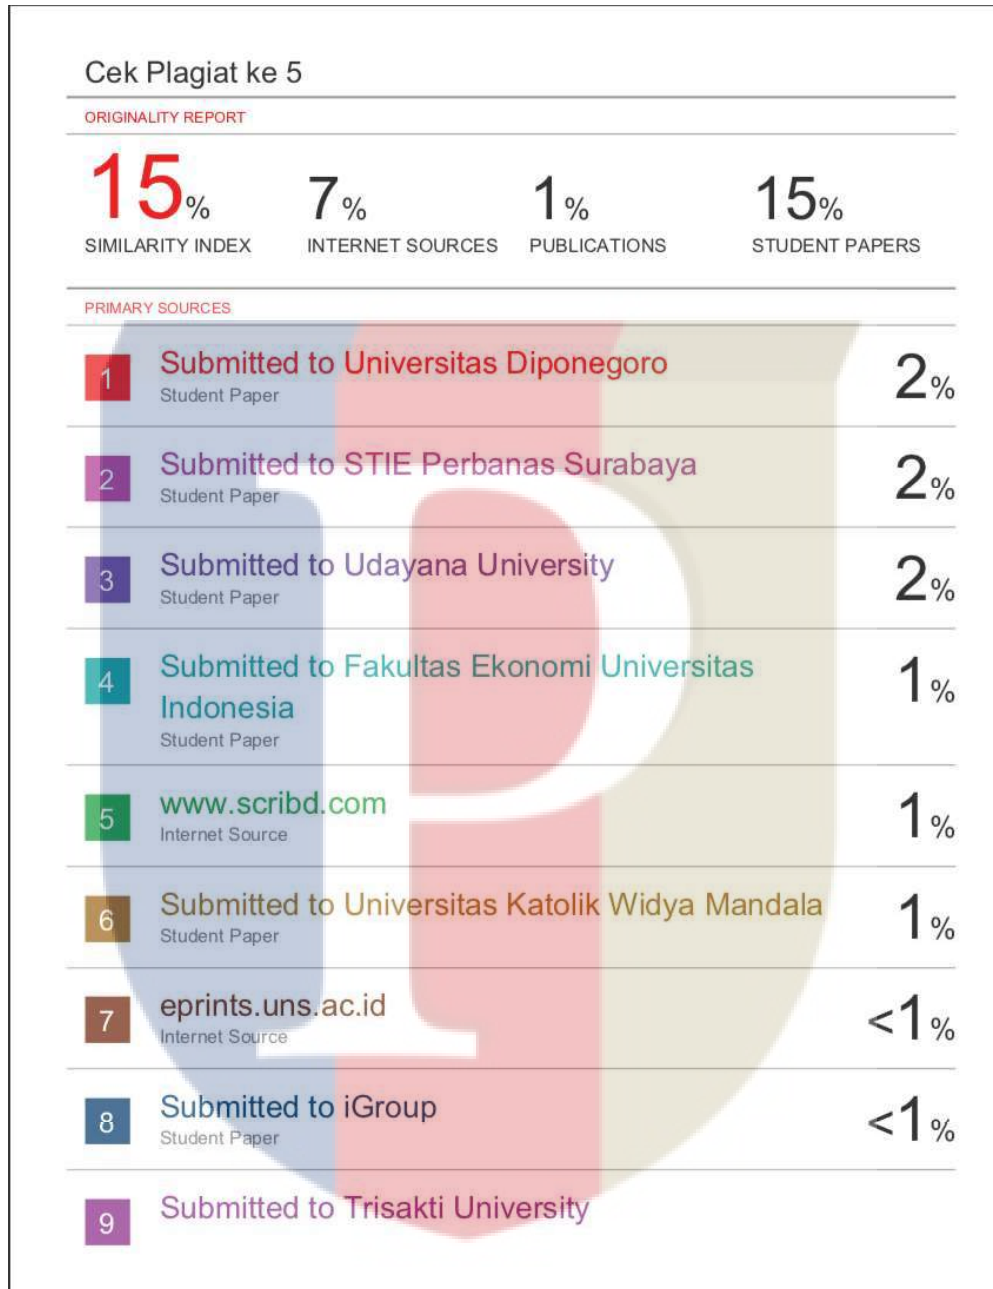 Cek Plagiat ke 5
ORIGINALITY REPORT
15% 7% 1% 15%
SIMILARITY INDEX INTERNET SOURCES PUBLICATIONS STUDENT PAPERS
PRIMARY SOURCES
1 Submitted to Universitas Diponegoro 2%
Student Paper
2 Submitted to STIE Perbanas Surabaya 2%
Student Paper
3 Submitted to Udayana University 2%
Student Paper
4 Submitted to Fakultas Ekonomi Universitas 1%
Indonesia
Student Paper
5 www.scribd.com 1%
Internet Source
6 Submitted to Universitas Katolik Widya Mandala 1%
Student Paper
7 eprints.uns.ac.id <1%
Internet Source
8 Submitted to iGroup <1%
Student Paper
9 Submitted to Trisakti University
P